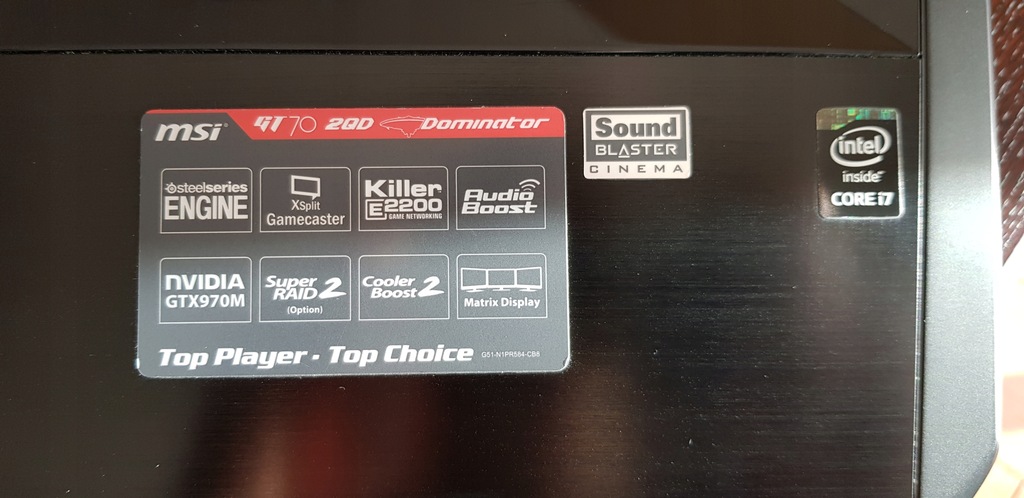 msi GT70 2QD Dominator
steelseries
ENGINE
XSplit
Gamecaster
Killer
E2200
GAME NETWORKING
Audio
Boost
NVIDIA
GTX970M
Super
RAID 2
(Option)
Cooler
Boost 2
Matrix Display
Top Player · Top Choice G51-N1PR584-CB6
Sound
BLASTER
CINEMA
intel
inside
CORE i7